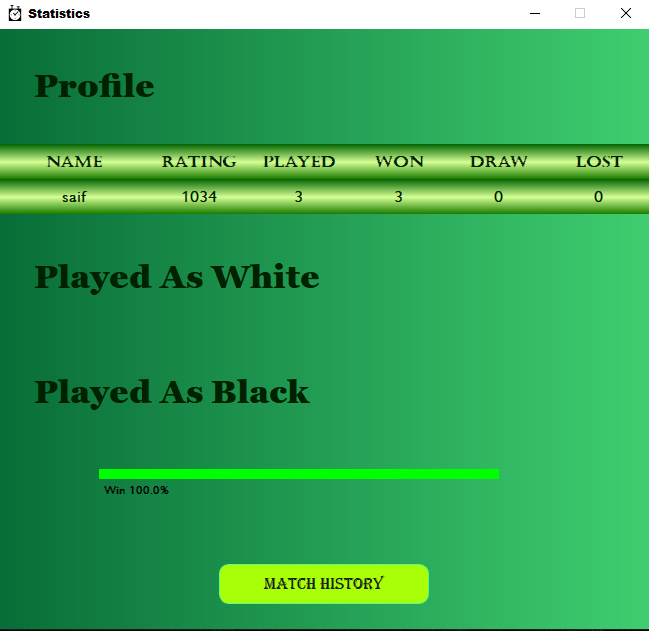 Statistics
Profile
NAME RATING PLAYED WON DRAW LOST
saif 1034 3 3 0 0
Played As White
Played As Black
Win 100.0%
MATCH HISTORY